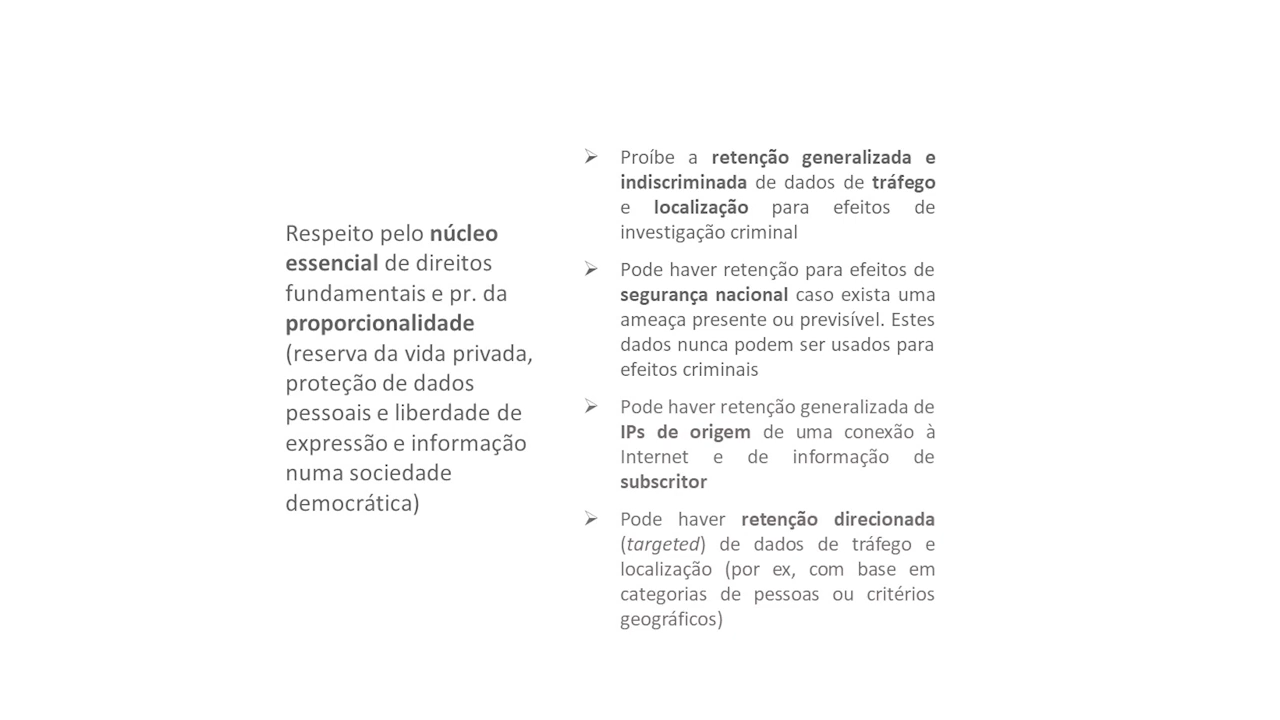 Respeito pelo núcleo
essencial de direitos
fundamentais e pr. da
proporcionalidade
(reserva da vida privada,
proteção de dados
pessoais e liberdade de
expressão e informação
numa sociedade
democrática)
➢ Proíbe a retenção generalizada e
indiscriminada de dados de tráfego
e localização para efeitos de
investigação criminal
➢ Pode haver retenção para efeitos de
segurança nacional caso exista uma
ameaça presente ou previsível. Estes
dados nunca podem ser usados para
efeitos criminais
➢ Pode haver retenção generalizada de
IPs de origem de uma conexão à
Internet e de informação de
subscritor
➢ Pode haver retenção direcionada
(targeted) de dados de tráfego e
localização (por ex, com base em
categorias de pessoas ou critérios
geográficos)